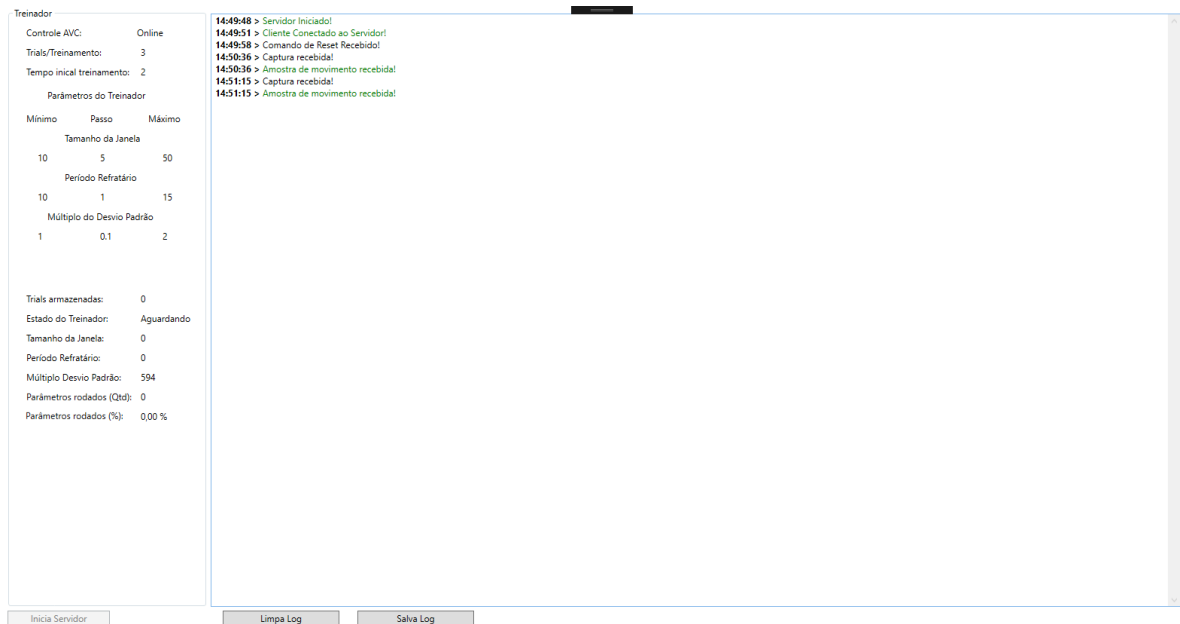 Treinador
Controle AVC: Online
Trials/Treinamento: 3
Tempo inical treinamento: 2
Parâmetros do Treinador
Mínimo Passo Máximo
Tamanho da Janela
10 5 50
Período Refratário
10 1 15
Múltiplo do Desvio Padrão
1 0.1 2
Trials armazenadas: 0
Estado do Treinador: Aguardando
Tamanho da Janela: 0
Período Refratário: 0
Múltiplo Desvio Padrão: 594
Parâmetros rodados (Qtd): 0
Parâmetros rodados (%): 0,00 %
14:49:48 > Servidor Iniciado!
14:49:51 > Cliente Conectado ao Servidor!
14:49:58 > Comando de Reset Recebido!
14:50:36 > Captura recebida!
14:50:36 > Amostra de movimento recebida!
14:51:15 > Captura recebida!
14:51:15 > Amostra de movimento recebida!
Inicia Servidor
Limpa Log
Salva Log